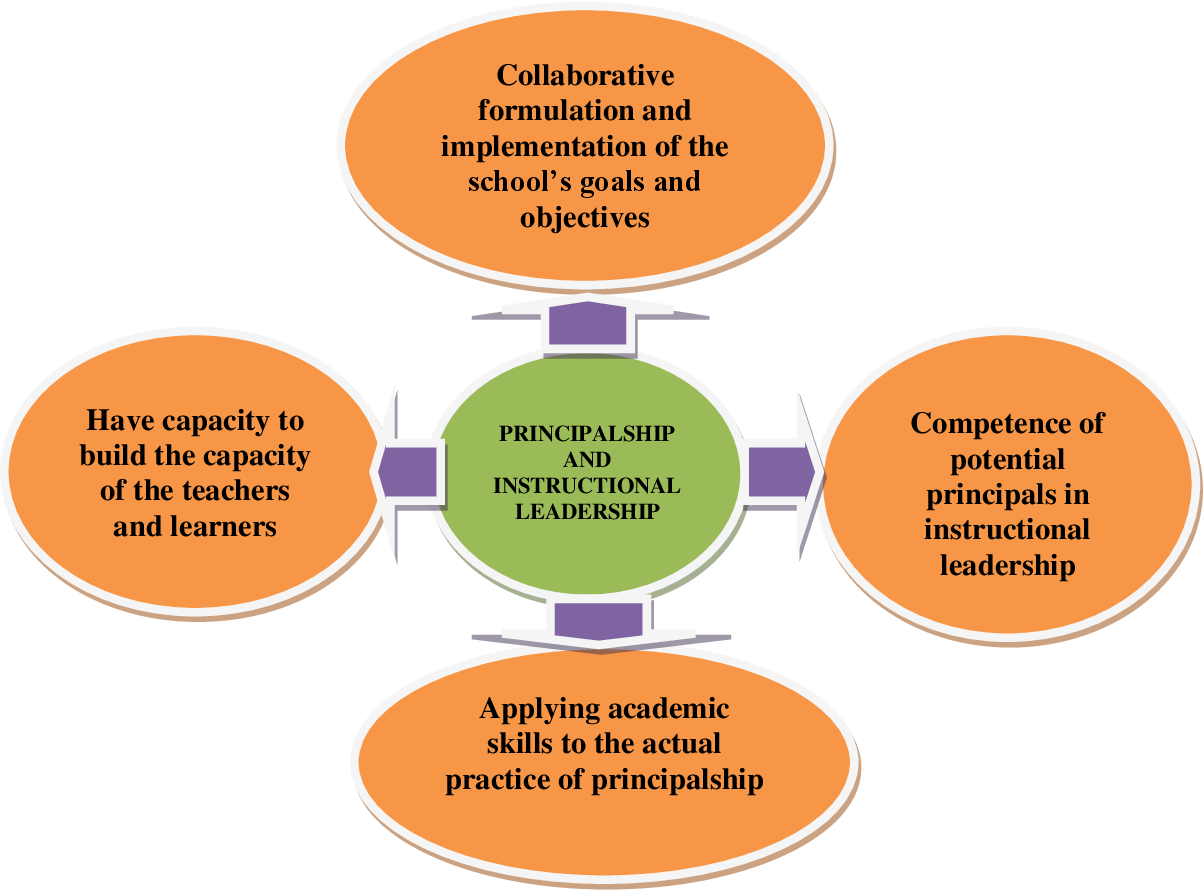 Collaborative
formulation and
implementation of the
school’s goals and
objectives
Have capacity to
build the capacity
of the teachers
and learners
PRINCIPALSHIP
AND
INSTRUCTIONAL
LEADERSHIP
Competence of
potential
principals in
instructional
leadership
Applying academic
skills to the actual
practice of principalship